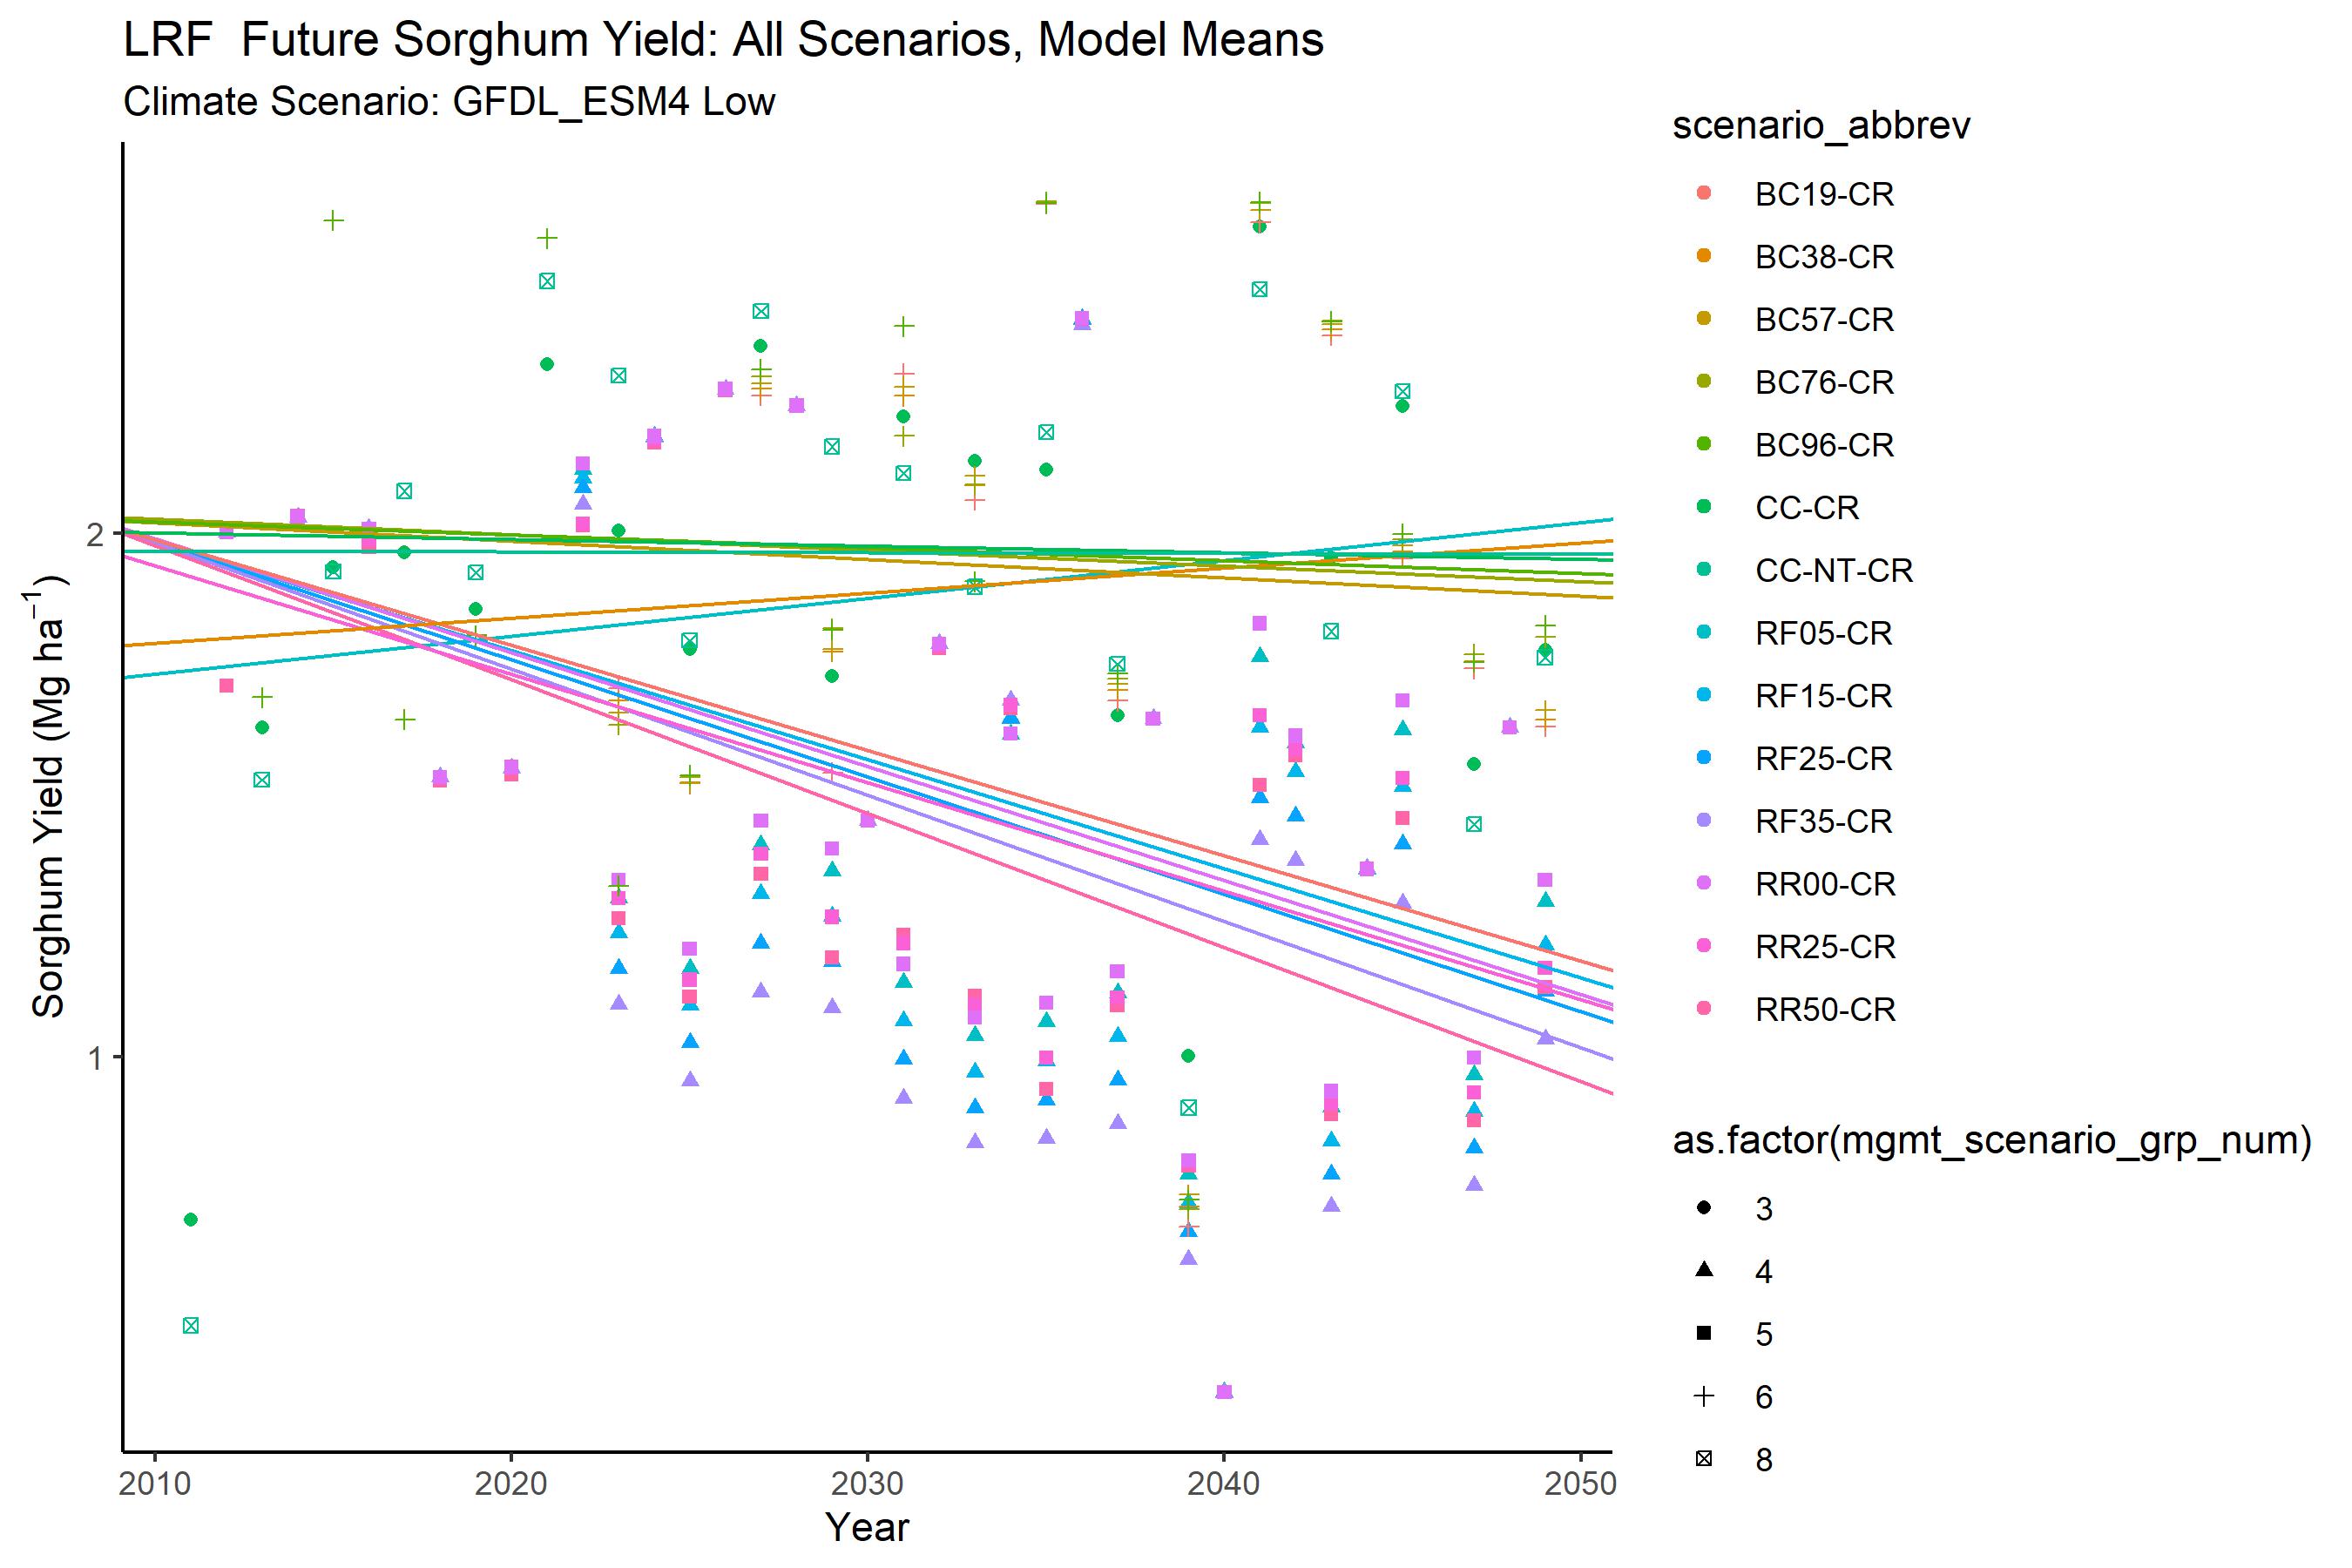 LRF  Future Sorghum Yield: All Scenarios, Model Means
Climate Scenario: GFDL_ESM4 Low
Sorghum Yield (Mg ha⁻¹)
2
1
2010
2020
2030
2040
2050
Year
scenario_abbrev
BC19-CR
BC38-CR
BC57-CR
BC76-CR
BC96-CR
CC-CR
CC-NT-CR
RF05-CR
RF15-CR
RF25-CR
RF35-CR
RR00-CR
RR25-CR
RR50-CR
as.factor(mgmt_scenario_grp_num)
3
4
5
6
8